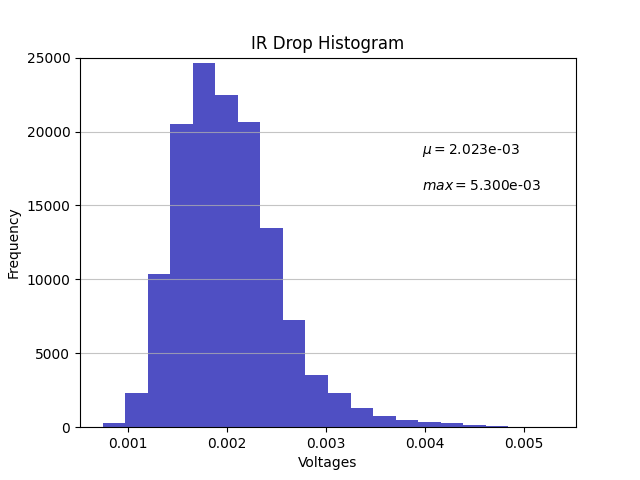 IR Drop Histogram
25000
20000
15000
10000
5000
0
Frequency
μ = 2.023e-03
max = 5.300e-03
0.001 0.002 0.003 0.004 0.005
Voltages